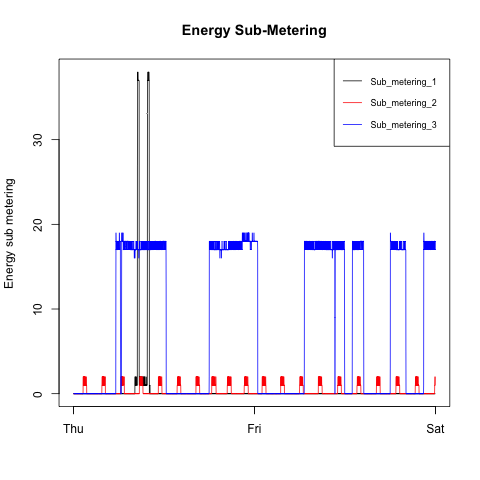 Energy Sub-Metering
Sub_metering_1
Sub_metering_2
Sub_metering_3
Energy sub metering
30
20
10
0
Thu
Fri
Sat